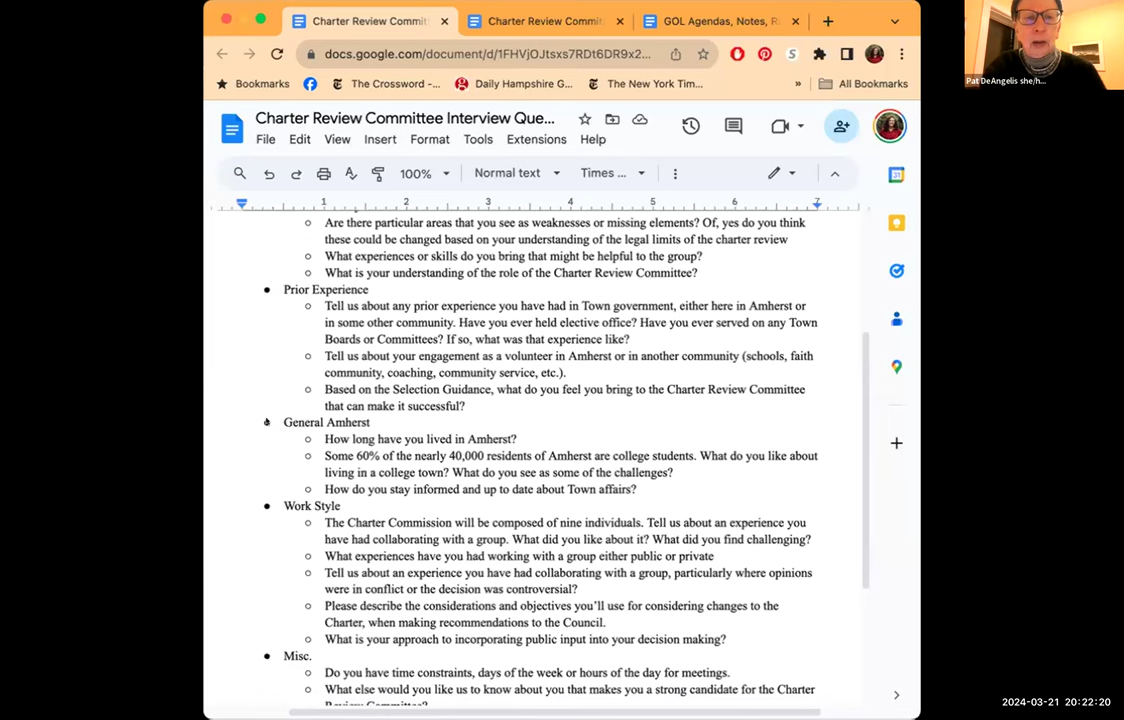 Charter Review Committ
Charter Review Commit
GOL Agendas, Notes, R
docs.google.com/document/d/1FHVjOJtsxs7RDt6DR9x2...
Bookmarks
The Crossword -...
Daily Hampshire G...
The New York Tim...
»
All Bookmarks
Pat DeAngelis she/h...
Charter Review Committee Interview Que...
File Edit View Insert Format Tools Extensions Help
100% Normal text Times ...
1 2 3 4 5 6 7
Are there particular areas that you see as weaknesses or missing elements? Of, yes do you think
these could be changed based on your understanding of the legal limits of the charter review
What experiences or skills do you bring that might be helpful to the group?
What is your understanding of the role of the Charter Review Committee?
Prior Experience
Tell us about any prior experience you have had in Town government, either here in Amherst or
in some other community. Have you ever held elective office? Have you ever served on any Town
Boards or Committees? If so, what was that experience like?
Tell us about your engagement as a volunteer in Amherst or in another community (schools, faith
community, coaching, community service, etc.).
Based on the Selection Guidance, what do you feel you bring to the Charter Review Committee
that can make it successful?
General Amherst
How long have you lived in Amherst?
Some 60% of the nearly 40,000 residents of Amherst are college students. What do you like about
living in a college town? What do you see as some of the challenges?
How do you stay informed and up to date about Town affairs?
Work Style
The Charter Commission will be composed of nine individuals. Tell us about an experience you
have had collaborating with a group. What did you like about it? What did you find challenging?
What experiences have you had working with a group either public or private
Tell us about an experience you have had collaborating with a group, particularly where opinions
were in conflict or the decision was controversial?
Please describe the considerations and objectives you'll use for considering changes to the
Charter, when making recommendations to the Council.
What is your approach to incorporating public input into your decision making?
Misc.
Do you have time constraints, days of the week or hours of the day for meetings.
What else would you like us to know about you that makes you a strong candidate for the Charter
Review Committee?
2024-03-21 20:22:20